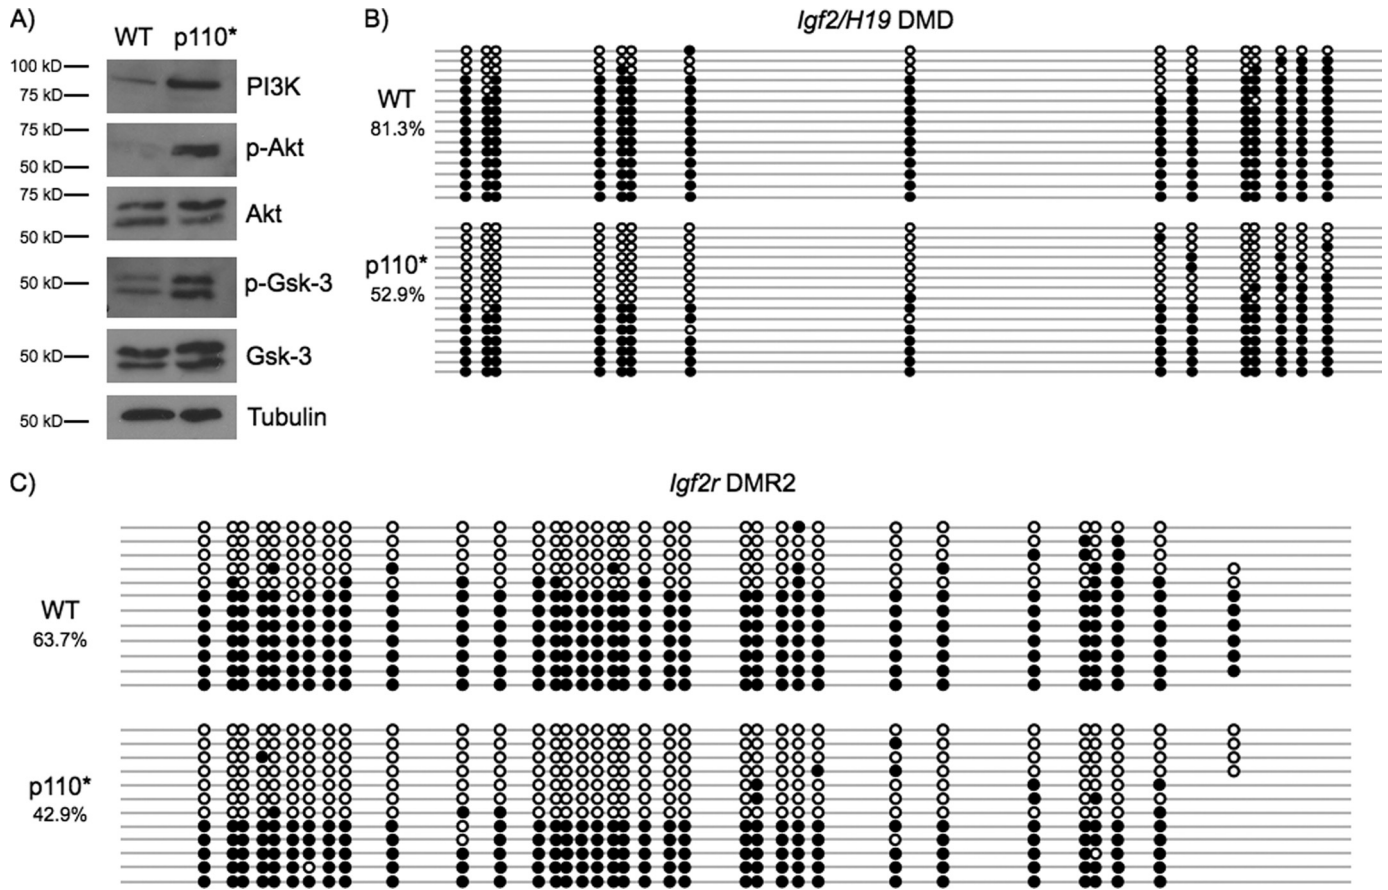 A)
WT p110*
100 kD
75 kD
PI3K
75 kD
50 kD
p-Akt
75 kD
50 kD
Akt
50 kD
p-Gsk-3
50 kD
Gsk-3
50 kD
Tubulin
B)
Igf2/H19 DMD
WT
81.3%
p110*
52.9%
C)
Igf2r DMR2
WT
63.7%
p110*
42.9%